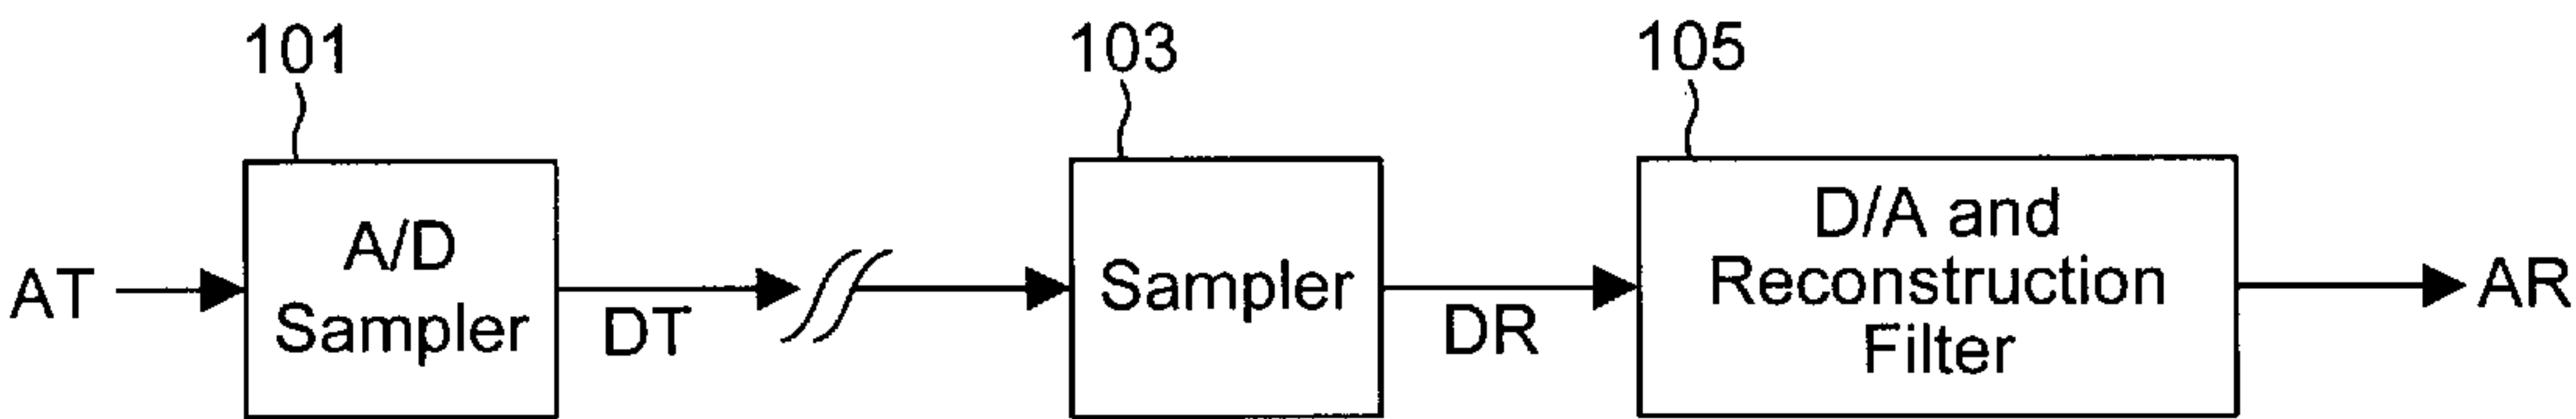 101
103
105
AT
A/D
Sampler
DT
Sampler
DR
D/A and
Reconstruction
Filter
AR